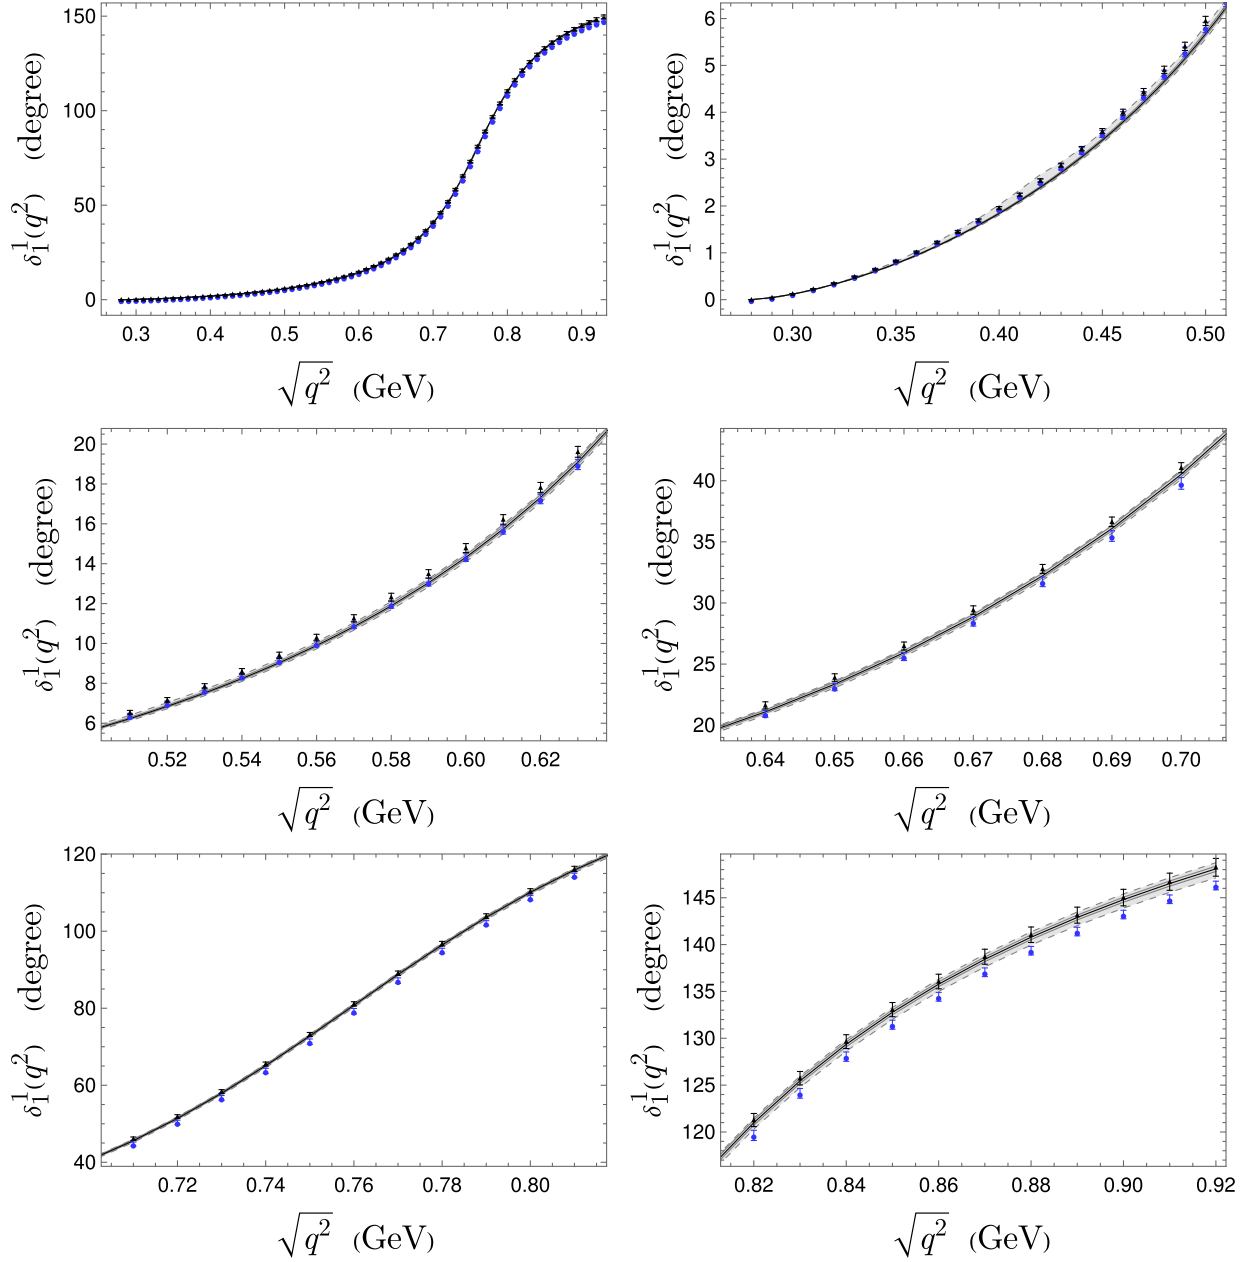 150
100
50
0
δ₁¹(q²) (degree)
0.3 0.4 0.5 0.6 0.7 0.8 0.9
√q² (GeV)
6
5
4
3
2
1
0
δ₁¹(q²) (degree)
0.30 0.35 0.40 0.45 0.50
√q² (GeV)
20
18
16
14
12
10
8
6
δ₁¹(q²) (degree)
0.52 0.54 0.56 0.58 0.60 0.62
√q² (GeV)
40
35
30
25
20
δ₁¹(q²) (degree)
0.64 0.65 0.66 0.67 0.68 0.69 0.70
√q² (GeV)
120
100
80
60
40
δ₁¹(q²) (degree)
0.72 0.74 0.76 0.78 0.80
√q² (GeV)
145
140
135
130
125
120
δ₁¹(q²) (degree)
0.82 0.84 0.86 0.88 0.90 0.92
√q² (GeV)